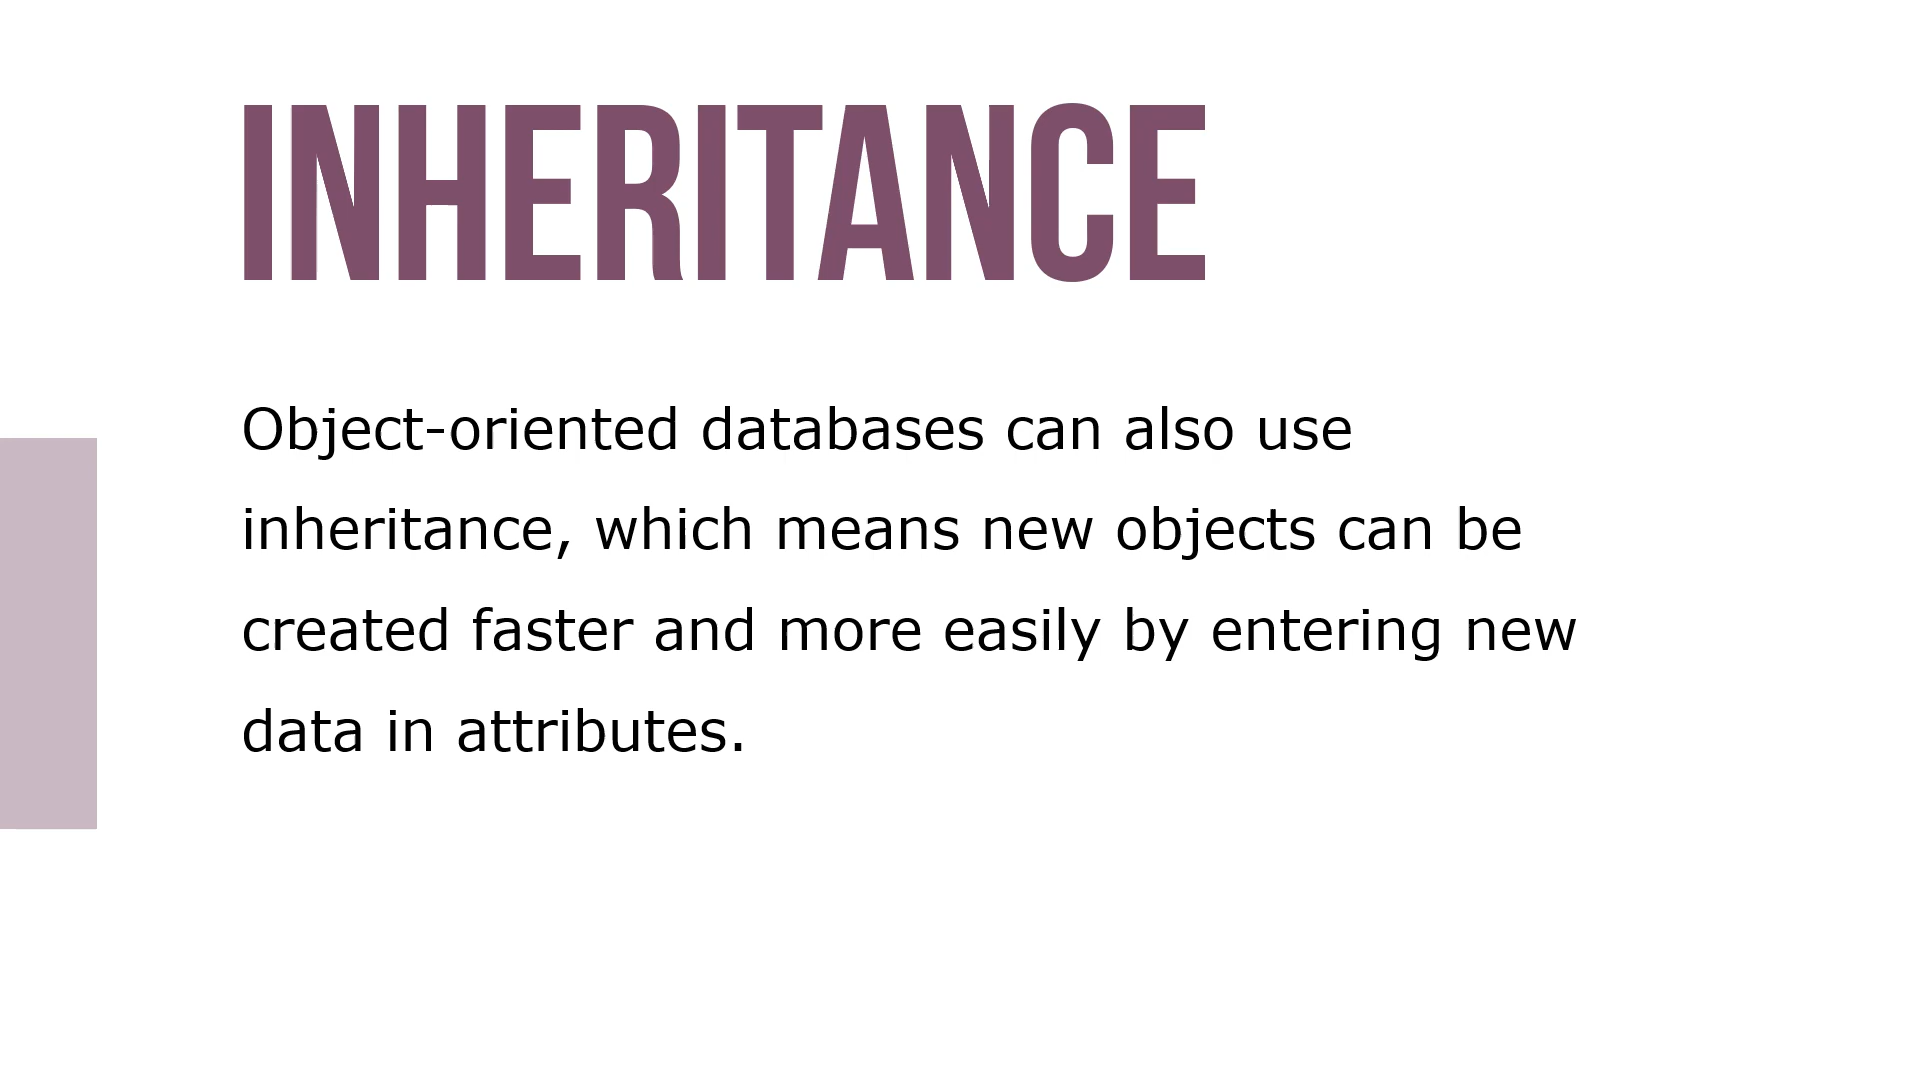 INHERITANCE
Object-oriented databases can also use
inheritance, which means new objects can be
created faster and more easily by entering new
data in attributes.